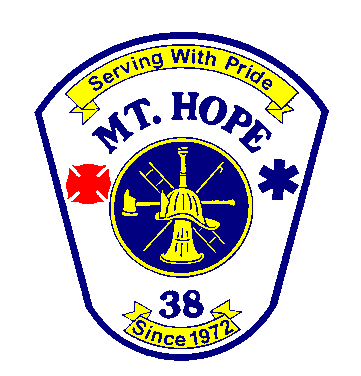 Serving With Pride
MT. HOPE
38
Since 1972